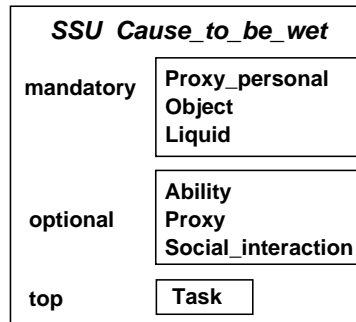 SSU Cause_to_be_wet
mandatory
Proxy_personal
Object
Liquid
optional
Ability
Proxy
Social_interaction
top
Task